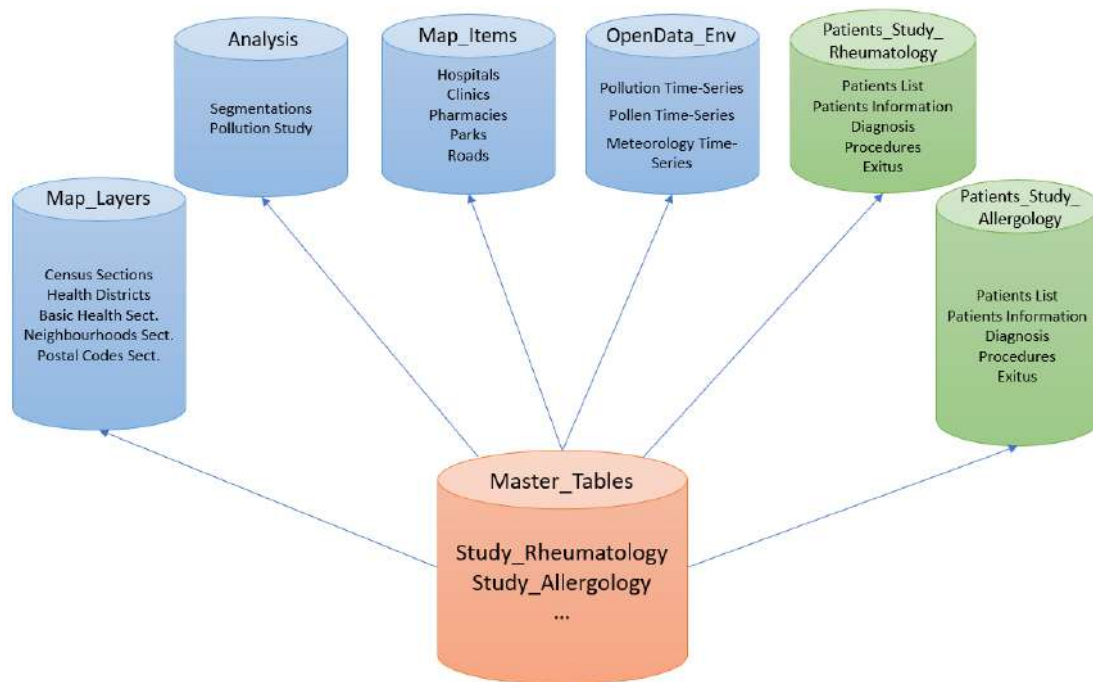 Analysis
Segmentations
Pollution Study
Map_Items
Hospitals
Clinics
Pharmacies
Parks
Roads
OpenData_Env
Pollution Time-Series
Pollen Time-Series
Meteorology Time-
Series
Patients_Study_
Rheumatology
Patients List
Patients Information
Diagnosis
Procedures
Exitus
Map_Layers
Census Sections
Health Districts
Basic Health Sect.
Neighbourhoods Sect.
Postal Codes Sect.
Patients_Study_
Allergology
Patients List
Patients Information
Diagnosis
Procedures
Exitus
Master_Tables
Study_Rheumatology
Study_Allergology
...